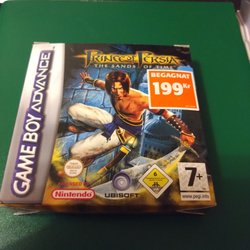 PRINCE OF PERSIA
THE SANDS OF TIME
BEGAGNAT
199 Kr
GAME BOY ADVANCE
Nintendo
UBISOFT
7+
www.pegi.info